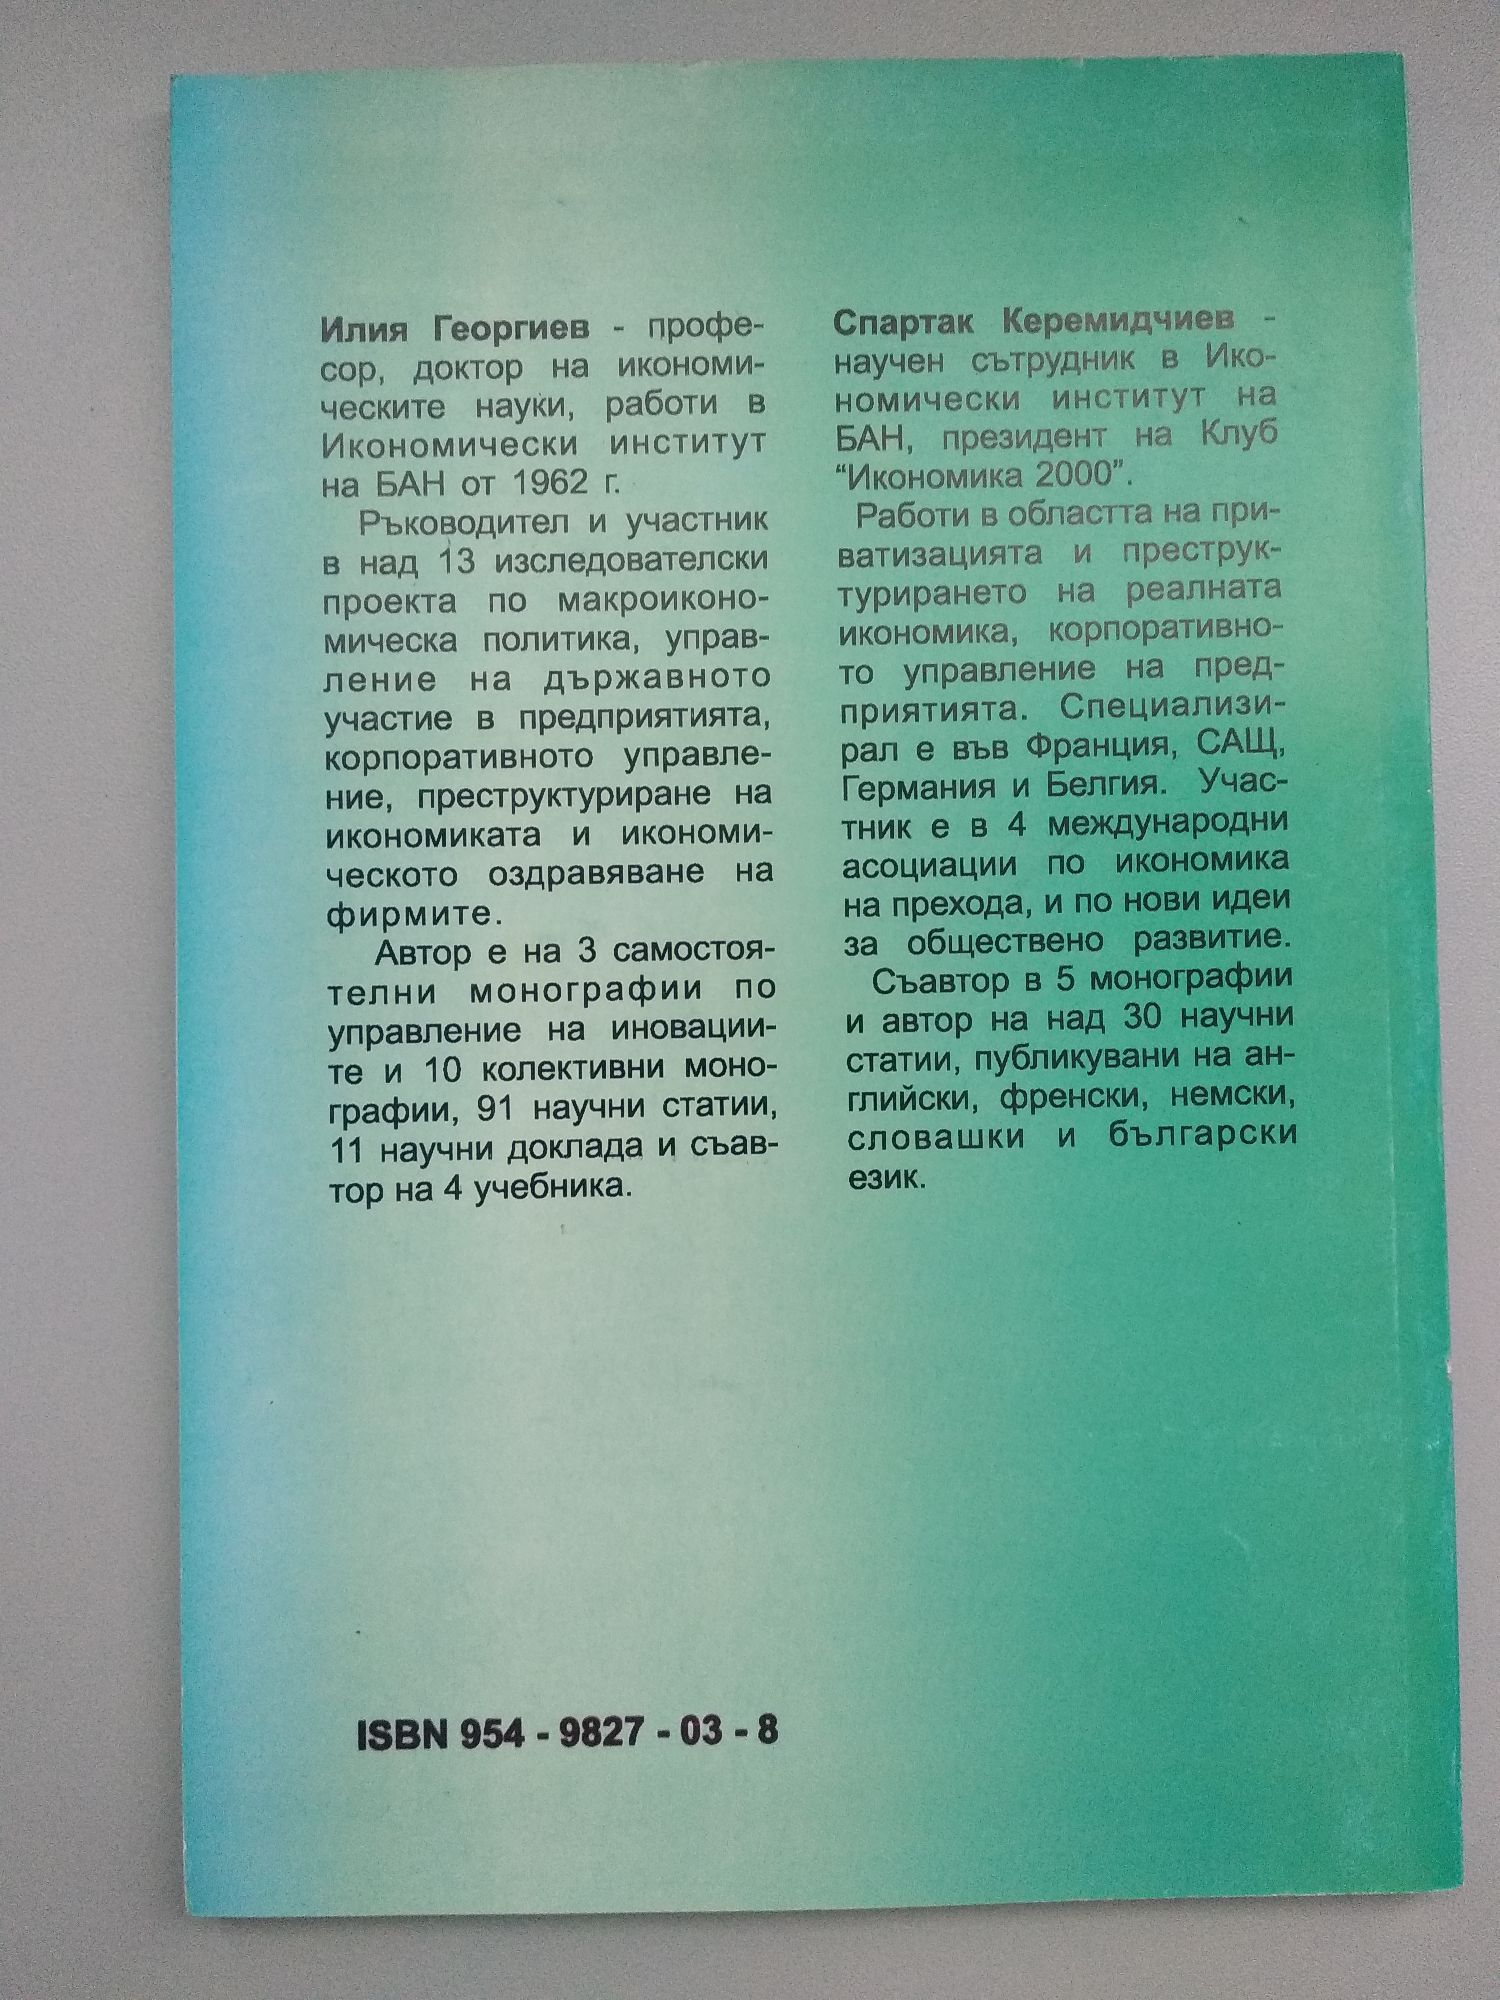 Илия Георгиев - профе-
сор, доктор на икономи-
ческите науки, работи в
Икономически институт
на БАН от 1962 г.
Ръководител и участник
в над 13 изследователски
проекта по макроиконо-
мическа политика, управ-
ление на държавното
участие в предприятията,
корпоративното управле-
ние, преструктуриране на
икономиката и икономи-
ческото оздравяване на
фирмите.
Автор е на 3 самостоя-
телни монографии по
управление на иновации-
те и 10 колективни моно-
графии, 91 научни статии,
11 научни доклада и съав-
тор на 4 учебника.
Спартак Керемидчиев -
научен сътрудник в Ико-
номически институт на
БАН, президент на Клуб
“Икономика 2000”.
Работи в областта на при-
ватизацията и преструк-
турирането на реалната
икономика, корпоративно-
то управление на пред-
приятията. Специализи-
рал е във Франция, САЩ,
Германия и Белгия. Учас-
тник е в 4 международни
асоциации по икономика
на прехода, и по нови идеи
за обществено развитие.
Съавтор в 5 монографии
и автор на над 30 научни
статии, публикувани на ан-
глийски, френски, немски,
словашки и български
език.
ISBN 954 - 9827 - 03 - 8